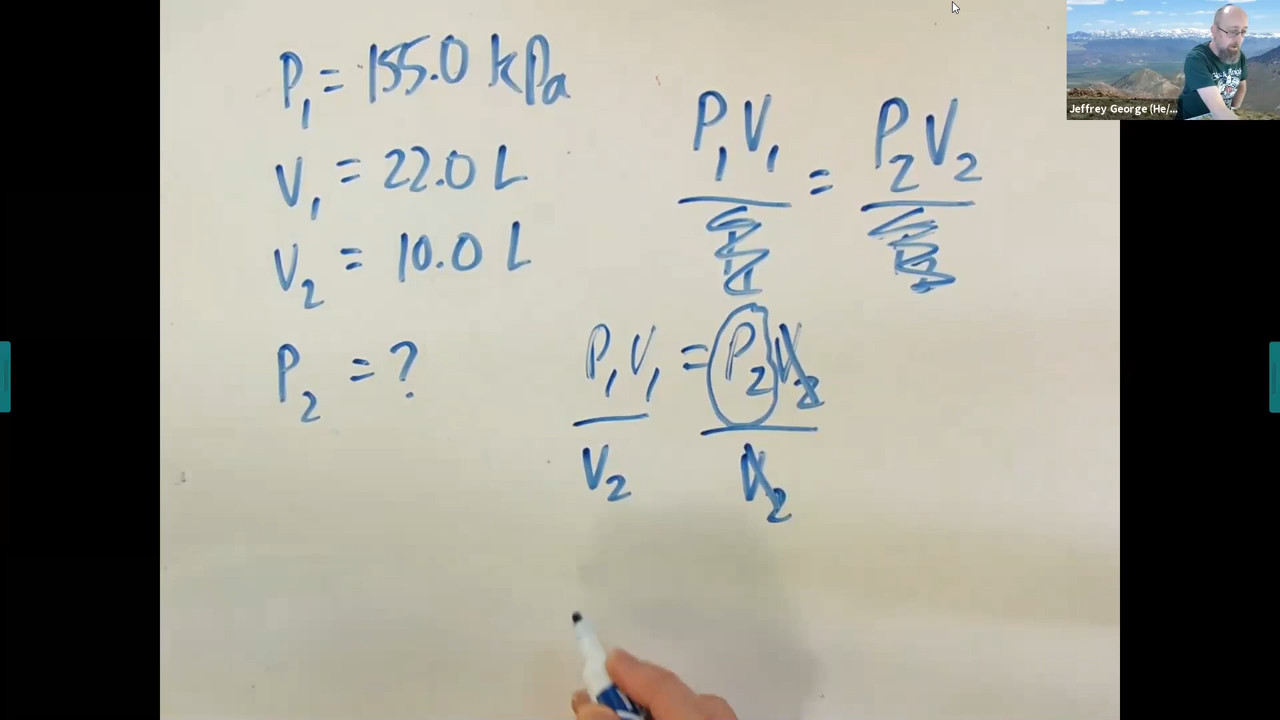 P₁ = 155.0 kPa
V₁ = 22.0 L
V₂ = 10.0 L
P₂ = ?
P₁V₁ = P₂V₂
P₁V₁ = P₂V₂
V₂ V₂
Jeffrey George (He/...